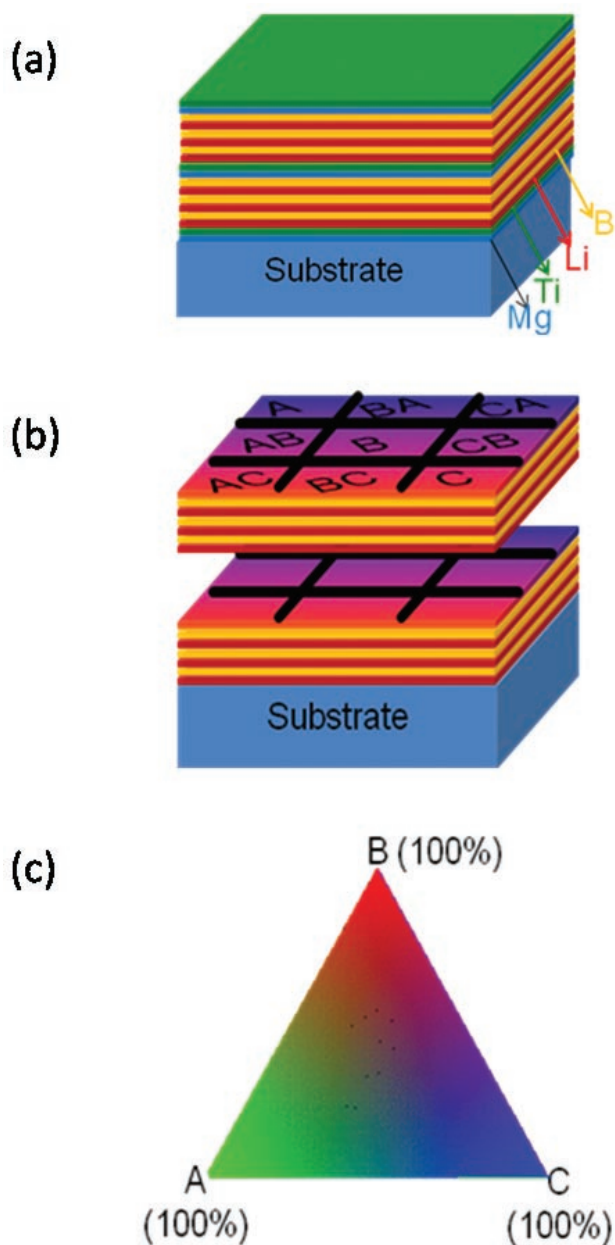 (a)
B
Li
Ti
Mg
Substrate
(b)
A BA CA
AB B CB
AC BC C
Substrate
(c)
B (100%)
A C
(100%) (100%)